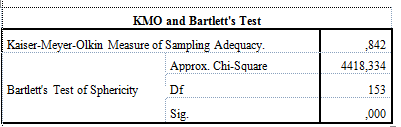 KMO and Bartlett's Test
Kaiser-Meyer-Olkin Measure of Sampling Adequacy. ,842
Approx. Chi-Square 4418,334
Bartlett's Test of Sphericity Df 153
Sig. ,000